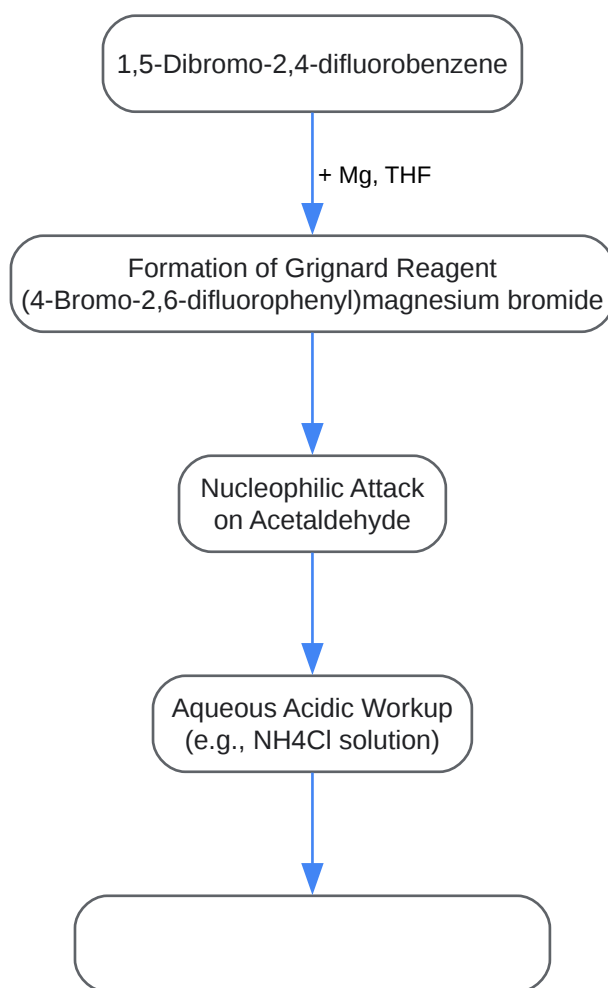 1,5-Dibromo-2,4-difluorobenzene
+ Mg, THF
Formation of Grignard Reagent
(4-Bromo-2,6-difluorophenyl)magnesium bromide
Nucleophilic Attack
on Acetaldehyde
Aqueous Acidic Workup
(e.g., NH4Cl solution)